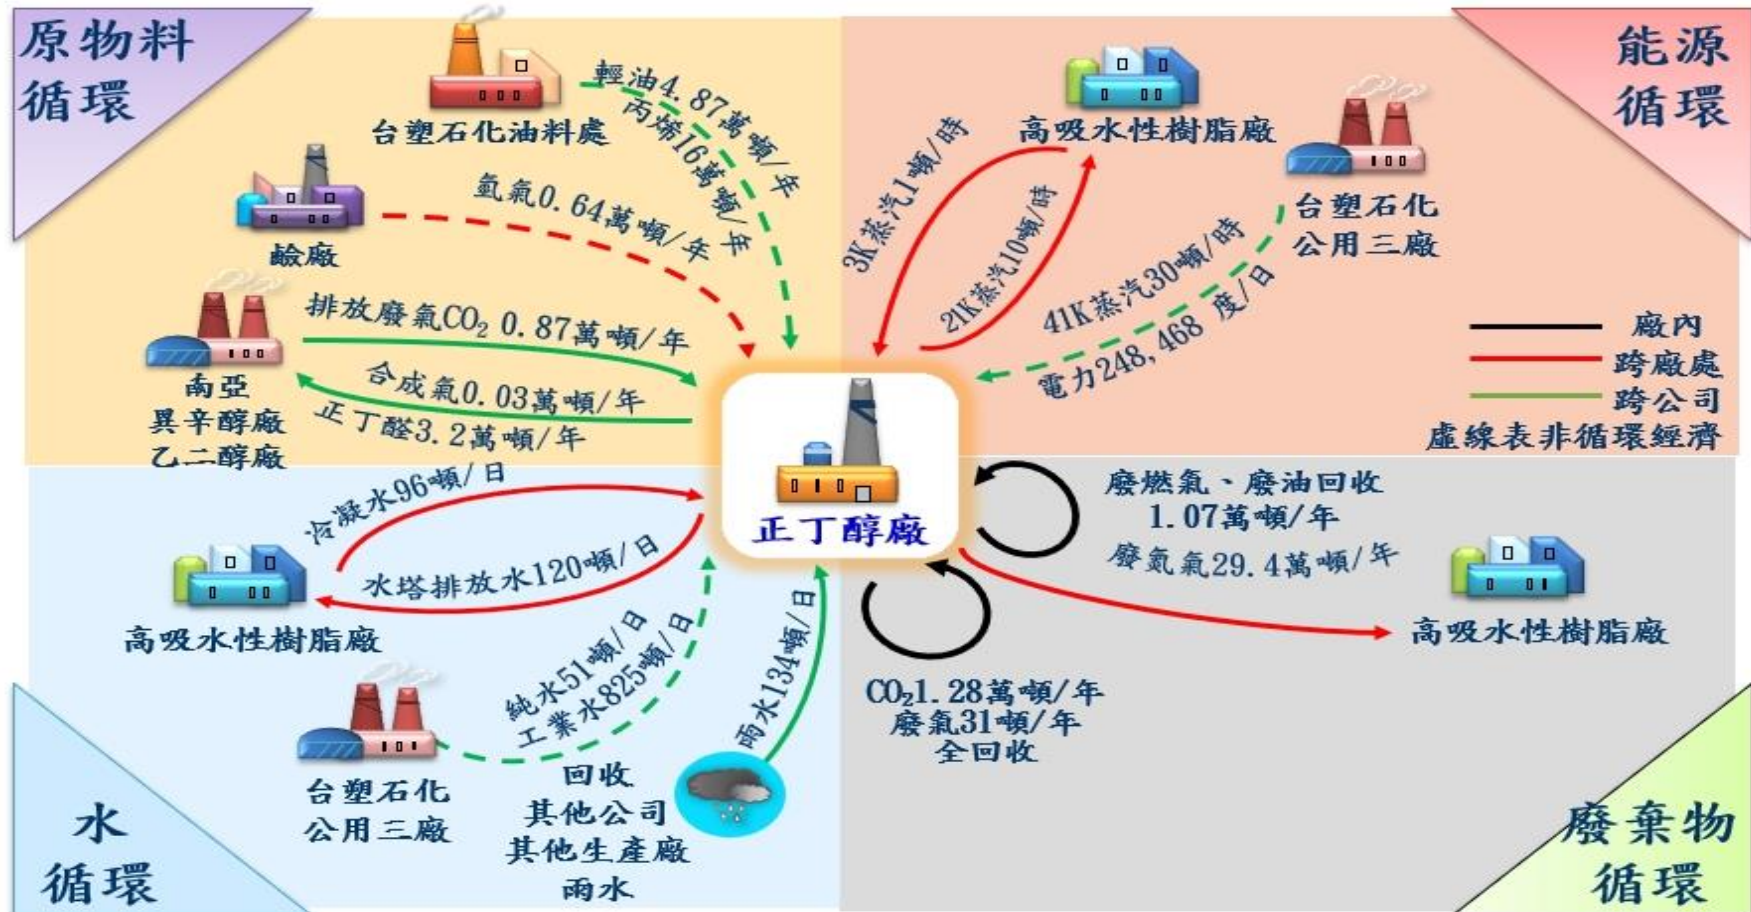 原物料
循環
台塑石化油料處
輕油4.87萬噸/年
丙烯16萬噸/年
鹼廠
氫氣0.64萬噸/年
南亞
異辛醇廠
乙二醇廠
排放廢氣CO₂ 0.87萬噸/年
合成氣0.03萬噸/年
正丁醛3.2萬噸/年
能源
循環
高吸水性樹脂廠
3K蒸汽1噸/時
21K蒸汽10噸/時
台塑石化
公用三廠
41K蒸汽30噸/時
電力248,468 度/日
廠內
跨廠處
跨公司
虛線表非循環經濟
正丁醇廠
冷凝水96噸/日
水塔排放水120噸/日
高吸水性樹脂廠
台塑石化
公用三廠
純水51噸/日
工業水825噸/日
雨水134噸/日
回收
其他公司
其他生產廠
雨水
水
循環
廢燃氣、廢油回收
1.07萬噸/年
廢氮氣29.4萬噸/年
高吸水性樹脂廠
CO₂1.28萬噸/年
廢氣31噸/年
全回收
廢棄物
循環